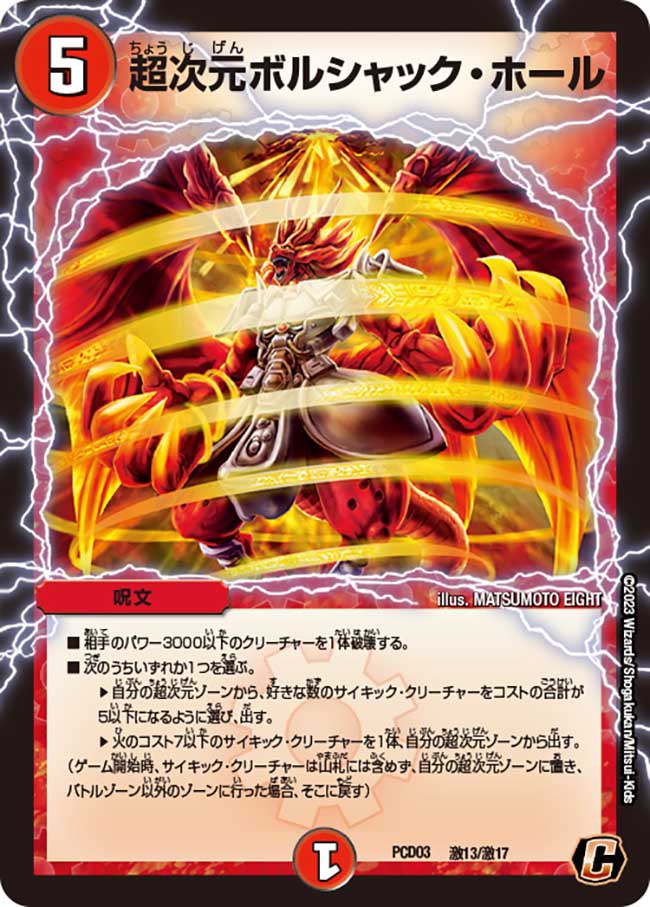 5
超次元ボルシャック・ホール
ちょうじげん
呪文
illus. MATSUMOTO EIGHT
■ 相手のパワー3000以下のクリーチャーを1体破壊する。
■ 次のうちいずれか1つを選ぶ。
▶自分の超次元ゾーンから、好きな数のサイキック・クリーチャーをコストの合計が
5以下になるように選び、出す。
▶火のコスト7以下のサイキック・クリーチャーを1体、自分の超次元ゾーンから出す。
(ゲーム開始時、サイキック・クリーチャーは山札には含めず、自分の超次元ゾーンに置き、
バトルゾーン以外のゾーンに行った場合、そこに戻す)
1
PCD03 激13/激17
C
©2023 Wizards/Shogakukan/Mitsui-Kids